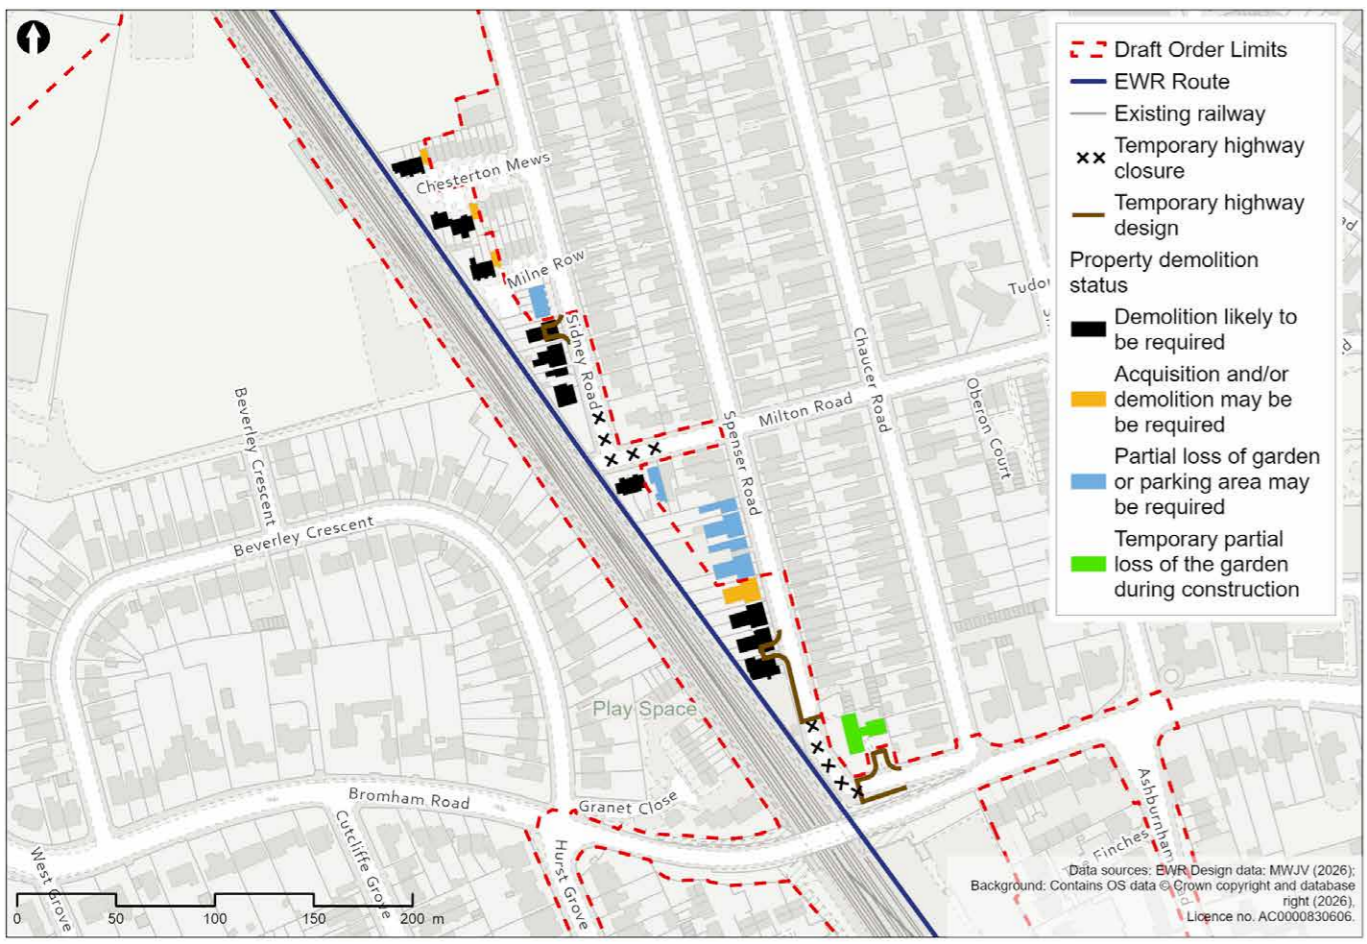 Draft Order Limits
EWR Route
Existing railway
Temporary highway
closure
Temporary highway
design
Property demolition
status
Demolition likely to
be required
Acquisition and/or
demolition may be
be required
Partial loss of garden
or parking area may
be required
Temporary partial
loss of the garden
during construction
Chesterton Mews
Milne Row
Sidney Road
Spenser Road
Milton Road
Chaucer Road
Oberon Court
Beverley Crescent
Beverley Crescent
Play Space
Bromham Road
Granet Close
Cutcliffe Grove
Hurst Grove
West Grove
Ashburnham Road
Finches
0 50 100 150 200 m
Data sources: EWR Design data: MWJV (2026);
Background: Contains OS data © Crown copyright and database
right (2026).
Licence no. AC0000830606.